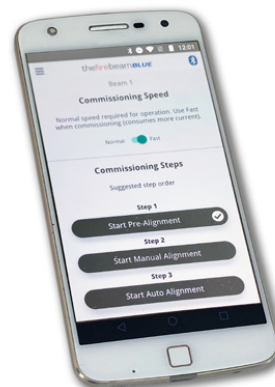 12:01
thefirebeamBLUE
Beam 1
Commissioning Speed
Normal speed required for operation. Use Fast
when commissioning (consumes more current).
Normal Fast
Commissioning Steps
Suggested step order
Step 1
Start Pre-Alignment
Step 2
Start Manual Alignment
Step 3
Start Auto Alignment